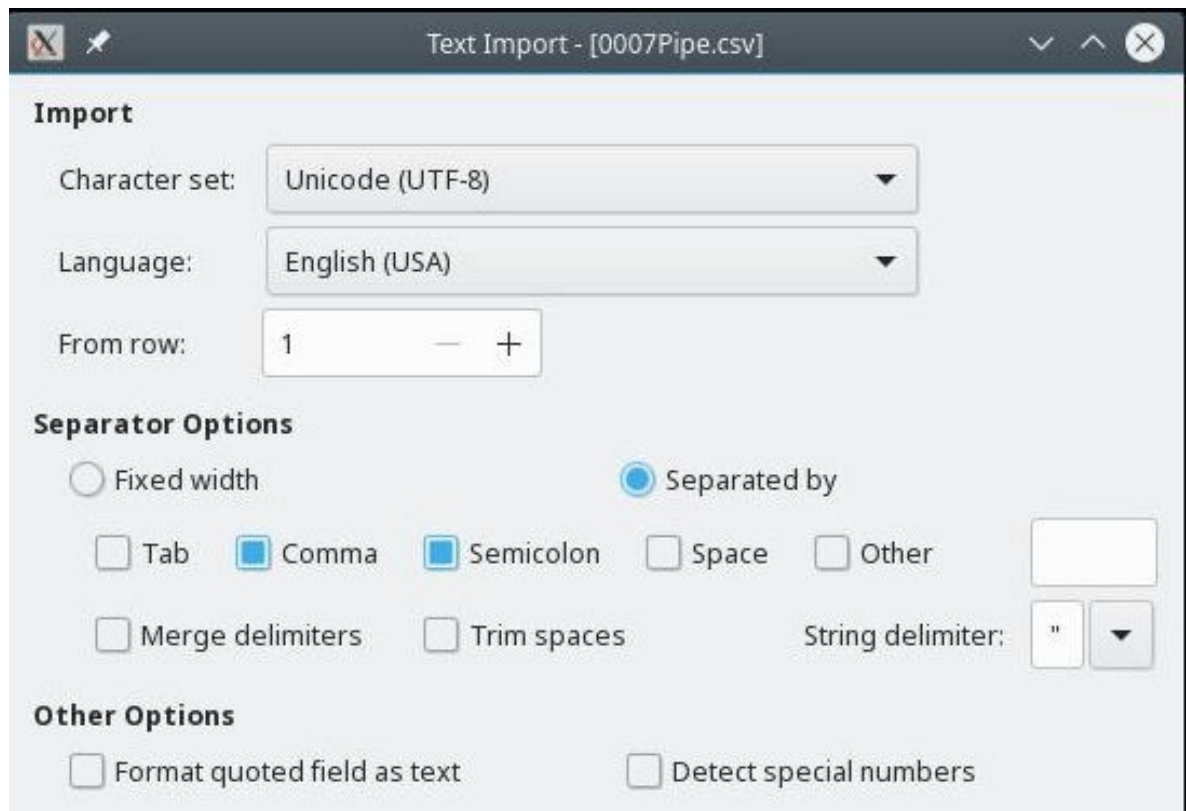 Text Import - [0007Pipe.csv]
Import
Character set: Unicode (UTF-8)
Language: English (USA)
From row: 1 — +
Separator Options
Fixed width Separated by
Tab Comma Semicolon Space Other
Merge delimiters Trim spaces String delimiter: "
Other Options
Format quoted field as text Detect special numbers